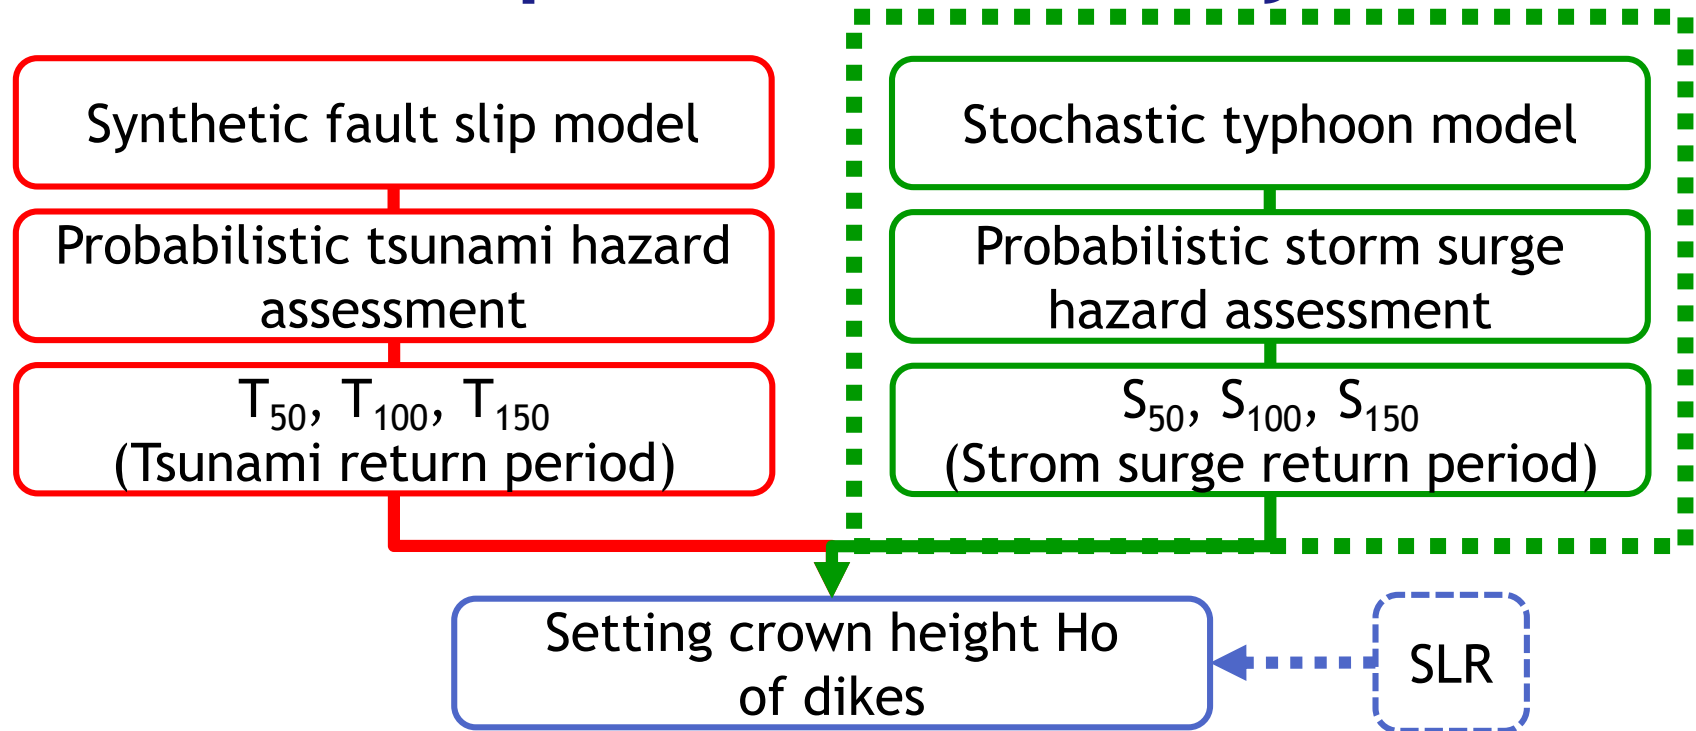 Synthetic fault slip model
Probabilistic tsunami hazard
assessment
T50, T100, T150
(Tsunami return period)
Stochastic typhoon model
Probabilistic storm surge
hazard assessment
S50, S100, S150
(Strom surge return period)
Setting crown height Ho
of dikes
SLR